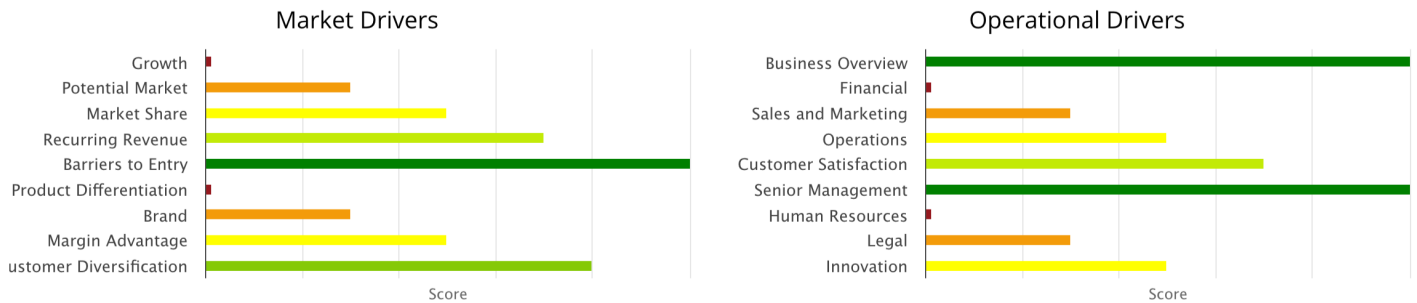 Market Drivers
Growth
Potential Market
Market Share
Recurring Revenue
Barriers to Entry
Product Differentiation
Brand
Margin Advantage
ustomer Diversification
Score
Operational Drivers
Business Overview
Financial
Sales and Marketing
Operations
Customer Satisfaction
Senior Management
Human Resources
Legal
Innovation
Score